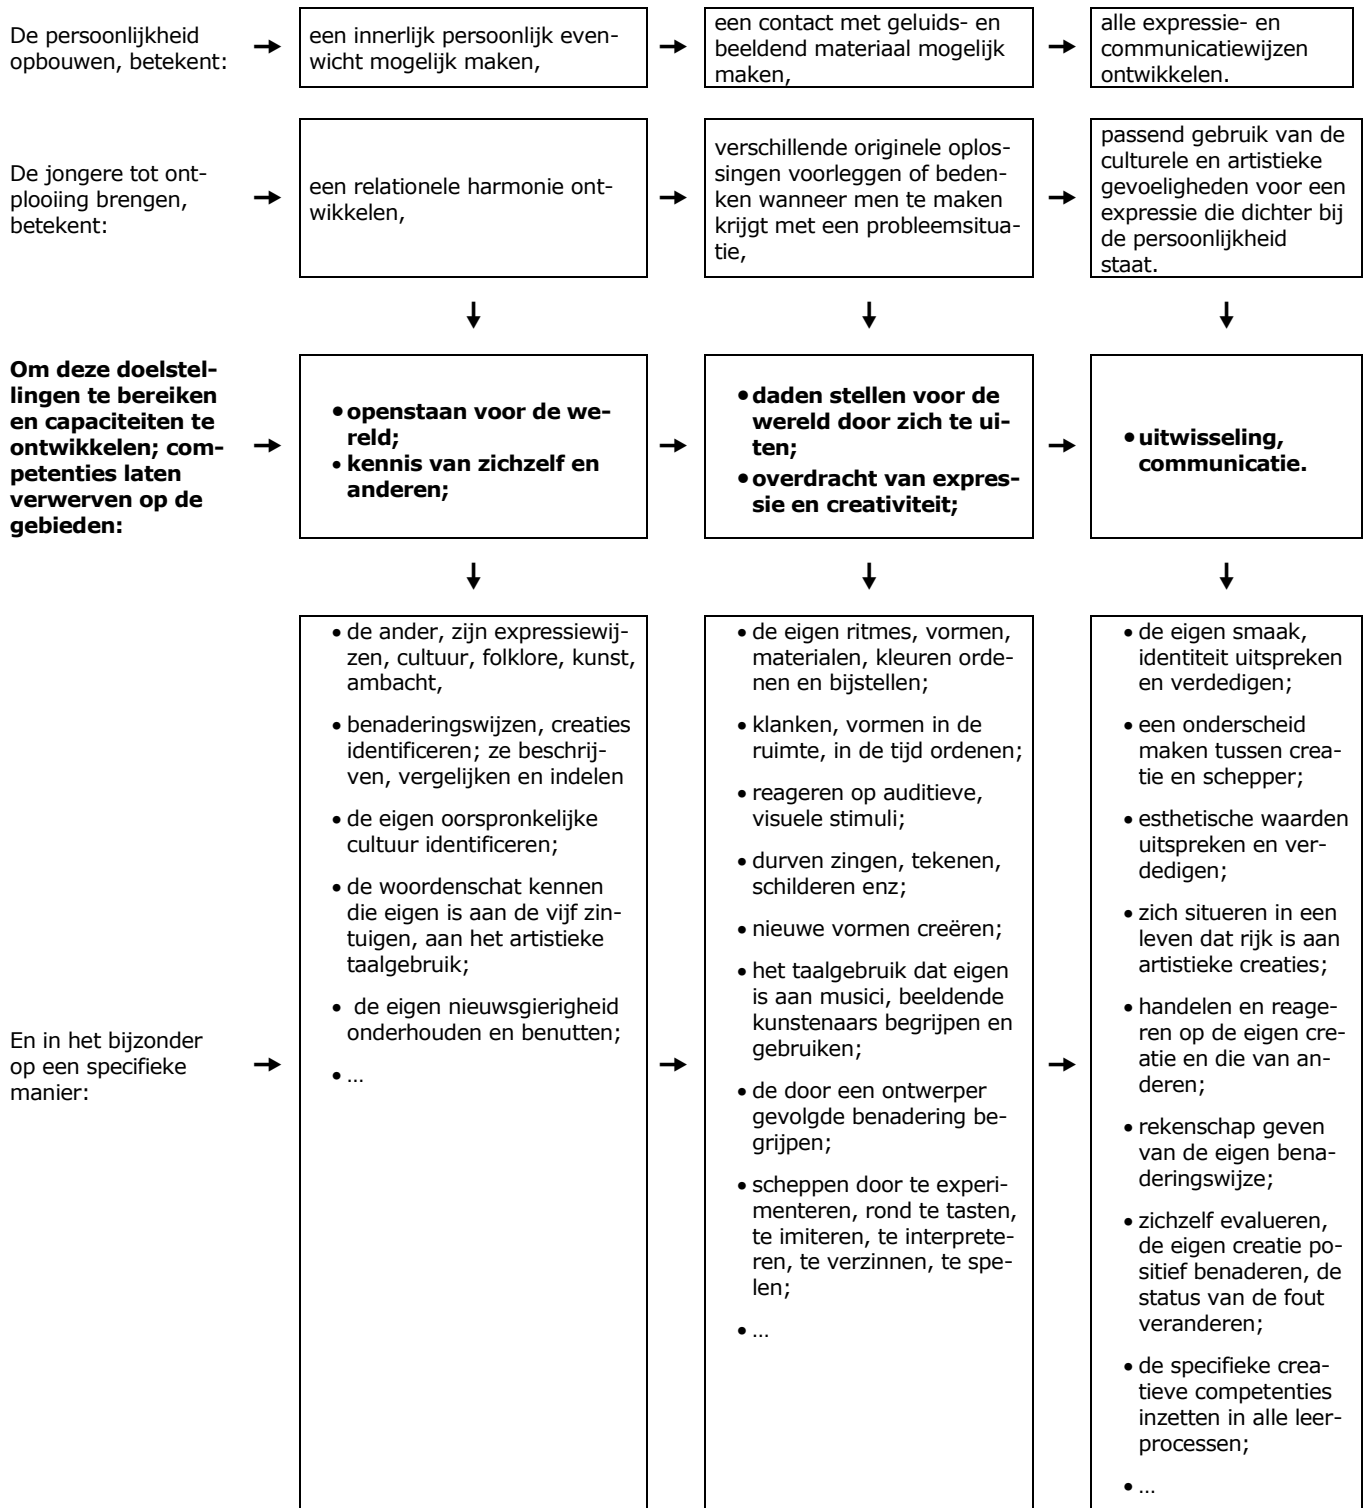 De persoonlijkheid
opbouwen, betekent:
een innerlijk persoonlijk even-
wicht mogelijk maken,
een contact met geluids- en
beeldend materiaal mogelijk
maken,
alle expressie- en
communicatiewijzen
ontwikkelen.
De jongere tot ont-
plooiing brengen,
betekent:
een relationele harmonie ont-
wikkelen,
verschillende originele oplos-
singen voorleggen of beden-
ken wanneer men te maken
krijgt met een probleemsitua-
tie,
passend gebruik van de
culturele en artistieke
gevoeligheden voor een
expressie die dichter bij
de persoonlijkheid
staat.
Om deze doelstel-
lingen te bereiken
en capaciteiten te
ontwikkelen; com-
petenties laten
verwerven op de
gebieden:
• openstaan voor de we-
reld;
• kennis van zichzelf en
anderen;
• daden stellen voor de
wereld door zich te ui-
ten;
• overdracht van expres-
sie en creativiteit;
• uitwisseling,
communicatie.
En in het bijzonder
op een specifieke
manier:
• de ander, zijn expressiewij-
zen, cultuur, folklore, kunst,
ambacht,
• benaderingswijzen, creaties
identificeren; ze beschrij-
ven, vergelijken en indelen
• de eigen oorspronkelijke
cultuur identificeren;
• de woordenschat kennen
die eigen is aan de vijf zin-
tuigen, aan het artistieke
taalgebruik;
• de eigen nieuwsgierigheid
onderhouden en benutten;
• …
• de eigen ritmes, vormen,
materialen, kleuren orde-
nen en bijstellen;
• klanken, vormen in de
ruimte, in de tijd ordenen;
• reageren op auditieve,
visuele stimuli;
• durven zingen, tekenen,
schilderen enz;
• nieuwe vormen creëren;
• het taalgebruik dat eigen
is aan musici, beeldende
kunstenaars begrijpen en
gebruiken;
• de door een ontwerper
gevolgde benadering be-
grijpen;
• scheppen door te experi-
menteren, rond te tasten,
te imiteren, te interprete-
ren, te verzinnen, te spe-
len;
• …
• de eigen smaak,
identiteit uitspreken
en verdedigen;
• een onderscheid
maken tussen crea-
tie en schepper;
• esthetische waarden
uitspreken en ver-
dedigen;
• zich situeren in een
leven dat rijk is aan
artistieke creaties;
• handelen en reage-
ren op de eigen cre-
atie en die van an-
deren;
• rekenschap geven
van de eigen bena-
deringswijze;
• zichzelf evalueren,
de eigen creatie po-
sitief benaderen, de
status van de fout
veranderen;
• de specifieke crea-
tieve competenties
inzetten in alle leer-
processen;
• …